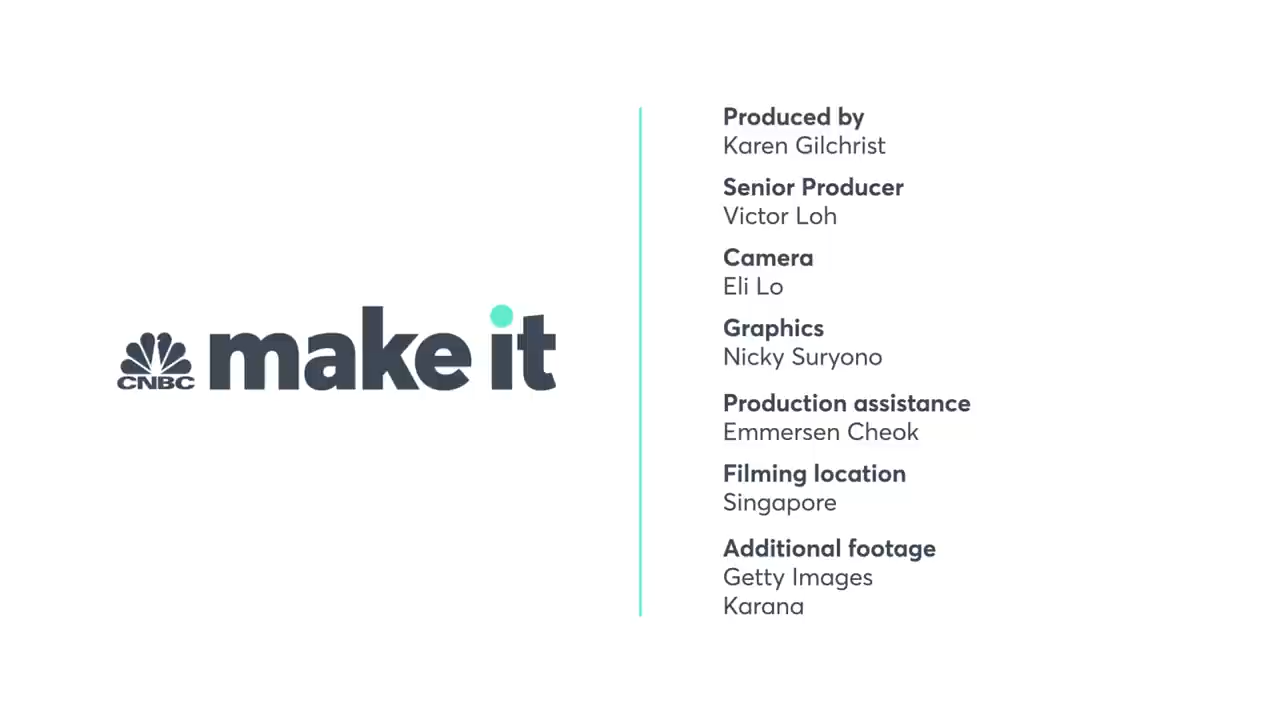 CNBC make it
Produced by
Karen Gilchrist
Senior Producer
Victor Loh
Camera
Eli Lo
Graphics
Nicky Suryono
Production assistance
Emmersen Cheok
Filming location
Singapore
Additional footage
Getty Images
Karana